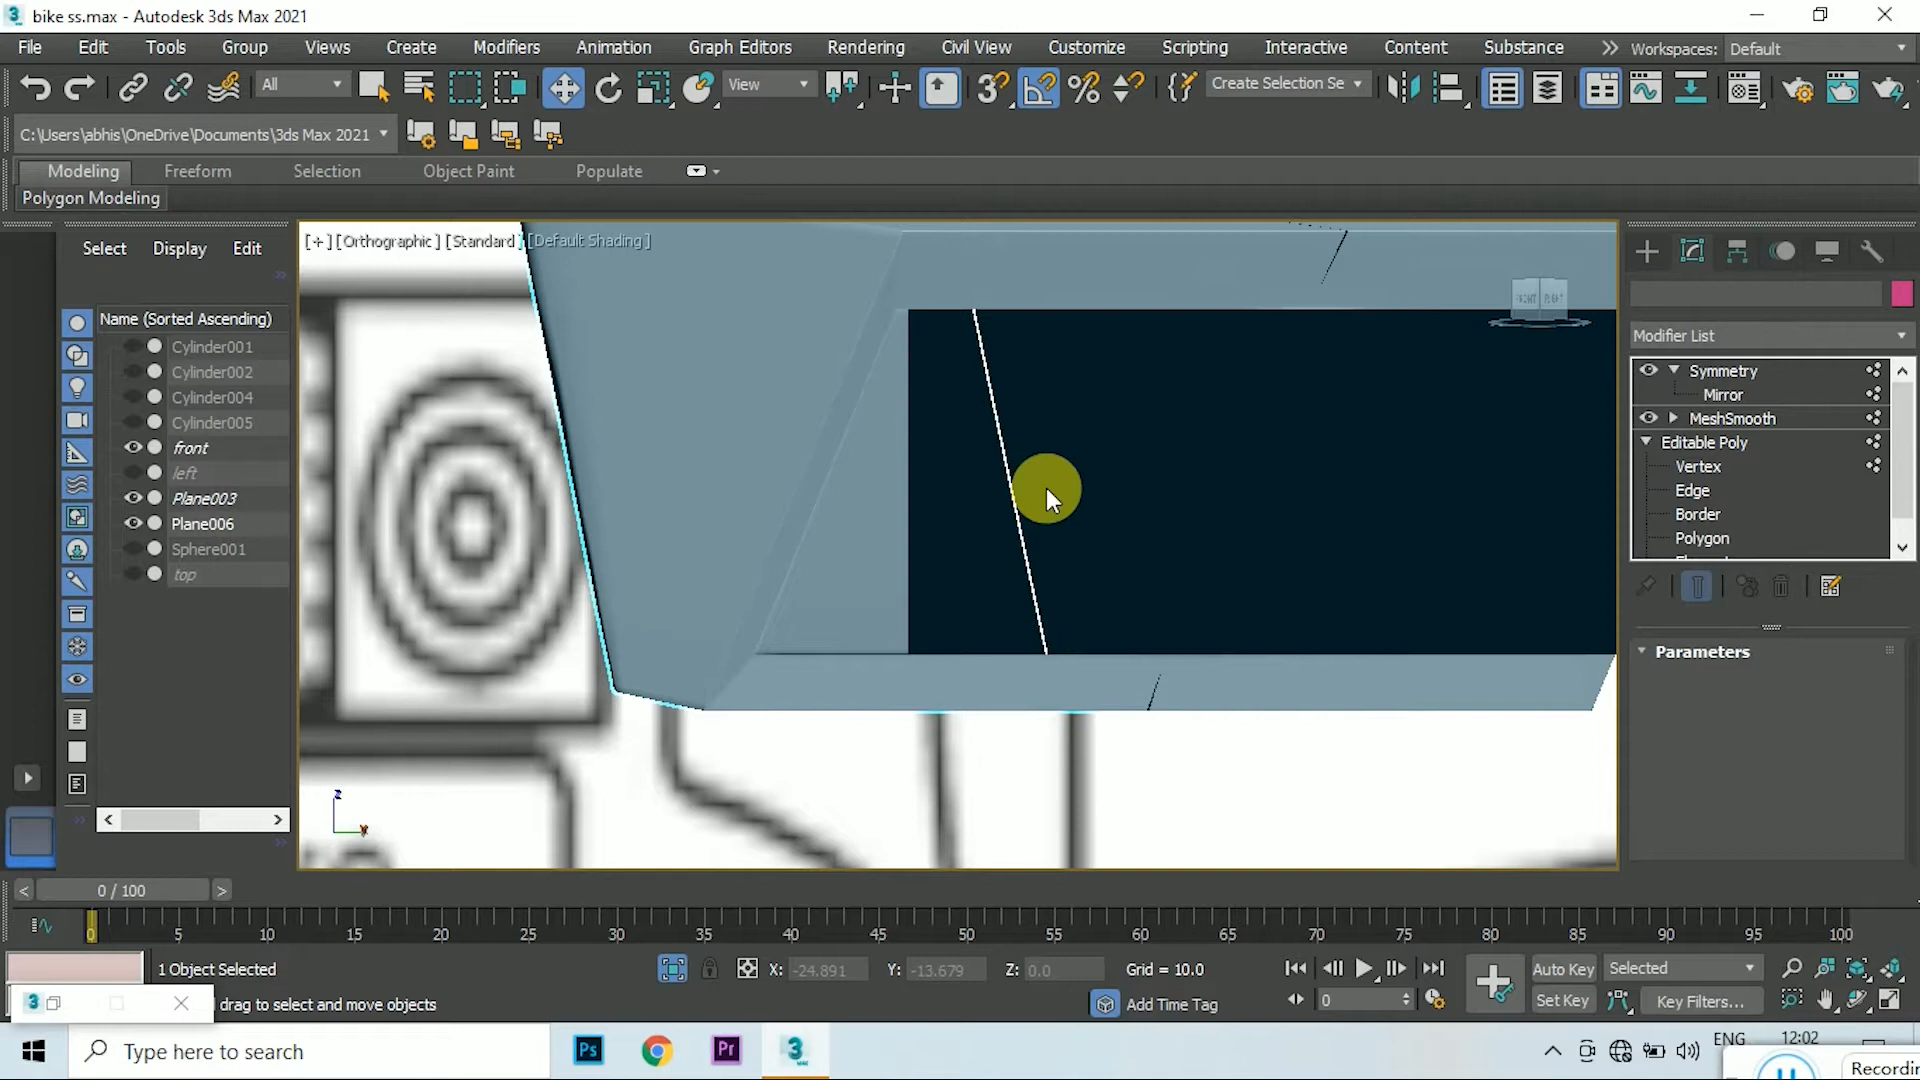 bike ss.max - Autodesk 3ds Max 2021
File Edit Tools Group Views Create Modifiers Animation Graph Editors Rendering Civil View Customize Scripting Interactive Content Substance Workspaces: Default
All View Create Selection Se
C:\Users\abhis\OneDrive\Documents\3ds Max 2021
Modeling Freeform Selection Object Paint Populate
Polygon Modeling
Select Display Edit
[+] [Orthographic] [Standard] [Default Shading]
FRONT RIGHT
Name (Sorted Ascending)
Cylinder001
Cylinder002
Cylinder004
Cylinder005
front
left
Plane003
Plane006
Sphere001
top
Modifier List
Symmetry
Mirror
MeshSmooth
Editable Poly
Vertex
Edge
Border
Polygon
Parameters
z
0 / 100
0 5 10 15 20 25 30 35 40 45 50 55 60 65 70 75 80 85 90 95 100
1 Object Selected X: -24.891 Y: -13.679 Z: 0.0 Grid = 10.0 Auto Key Selected
drag to select and move objects Add Time Tag 0 Set Key Key Filters...
Type here to search Ps Pr 3 ENG 12:02
Recordin